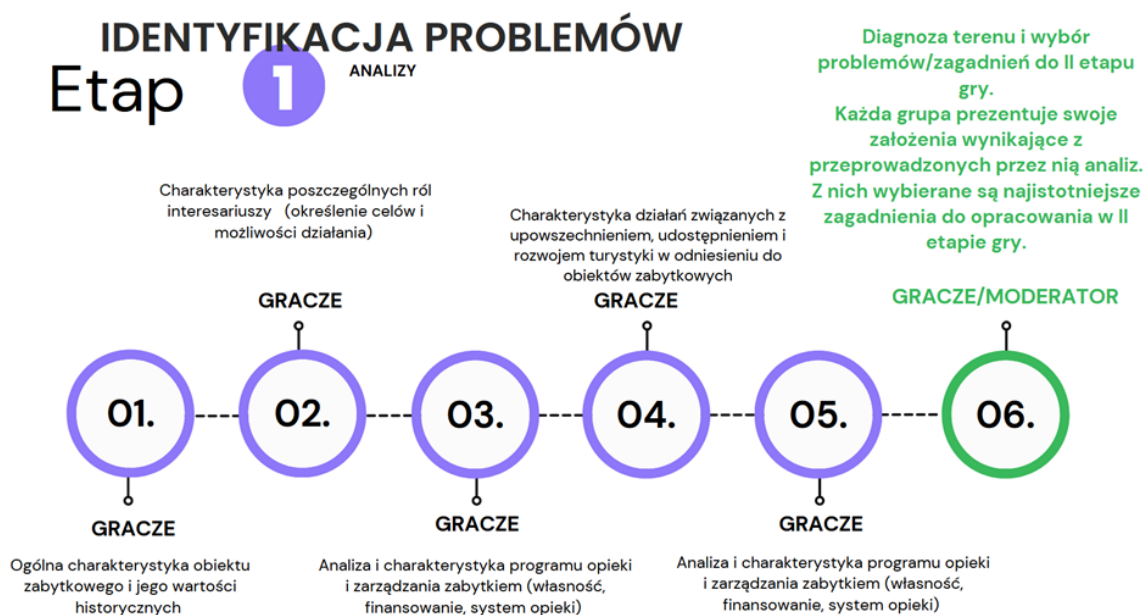 IDENTYFIKACJA PROBLEMÓW
Etap 1
ANALIZY
Diagnoza terenu i wybór
problemów/zagadnień do II etapu
gry.
Każda grupa prezentuje swoje
założenia wynikające z
przeprowadzonych przez nią analiz.
Z nich wybierane są najistotniejsze
zagadnienia do opracowania w II
etapie gry.
Charakterystyka poszczególnych ról
interesariuszy (określenie celów i
możliwości działania)
Charakterystyka działań związanych z
upowszechnieniem, udostępnieniem i
rozwojem turystyki w odniesieniu do
obiektów zabytkowych
GRACZE
GRACZE
GRACZE/MODERATOR
01.
02.
03.
04.
05.
06.
GRACZE
GRACZE
GRACZE
Ogólna charakterystyka obiektu
zabytkowego i jego wartości
historycznych
Analiza i charakterystyka programu opieki
i zarządzania zabytkiem (własność,
finansowanie, system opieki)
Analiza i charakterystyka programu opieki
i zarządzania zabytkiem (własność,
finansowanie, system opieki)